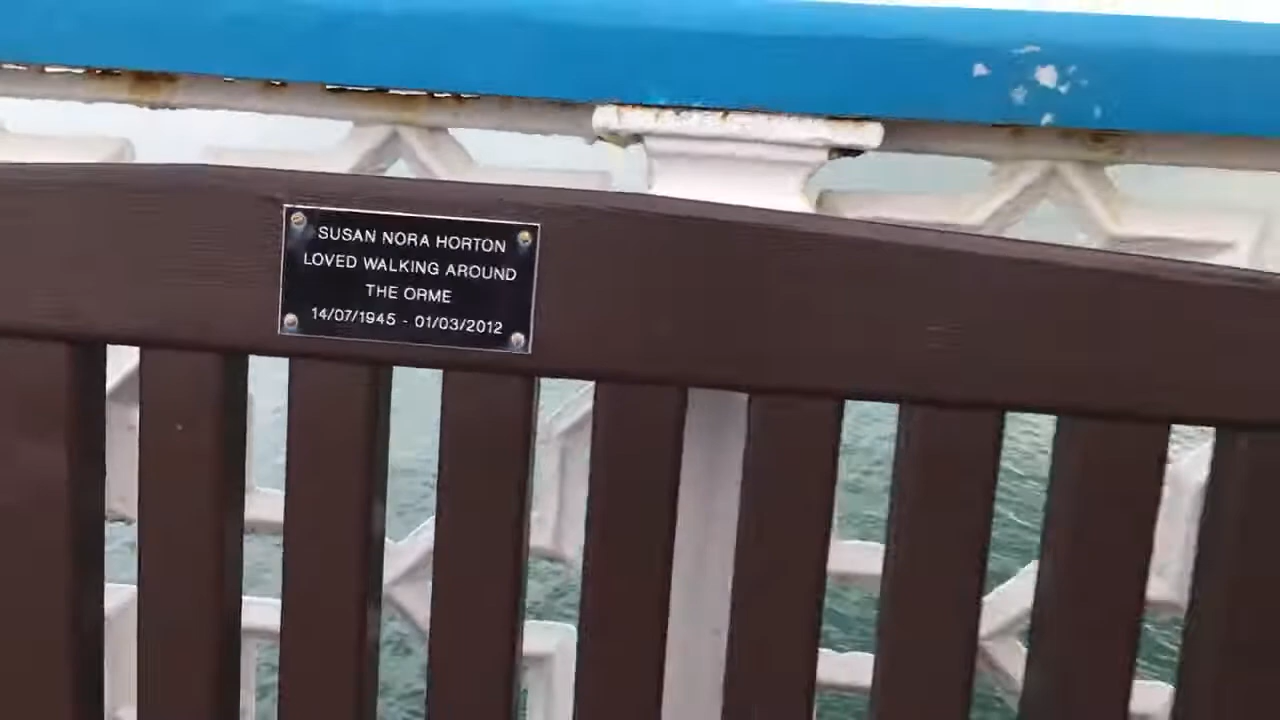 SUSAN NORA HORTON
LOVED WALKING AROUND
THE ORME
14/07/1945 - 01/03/2012